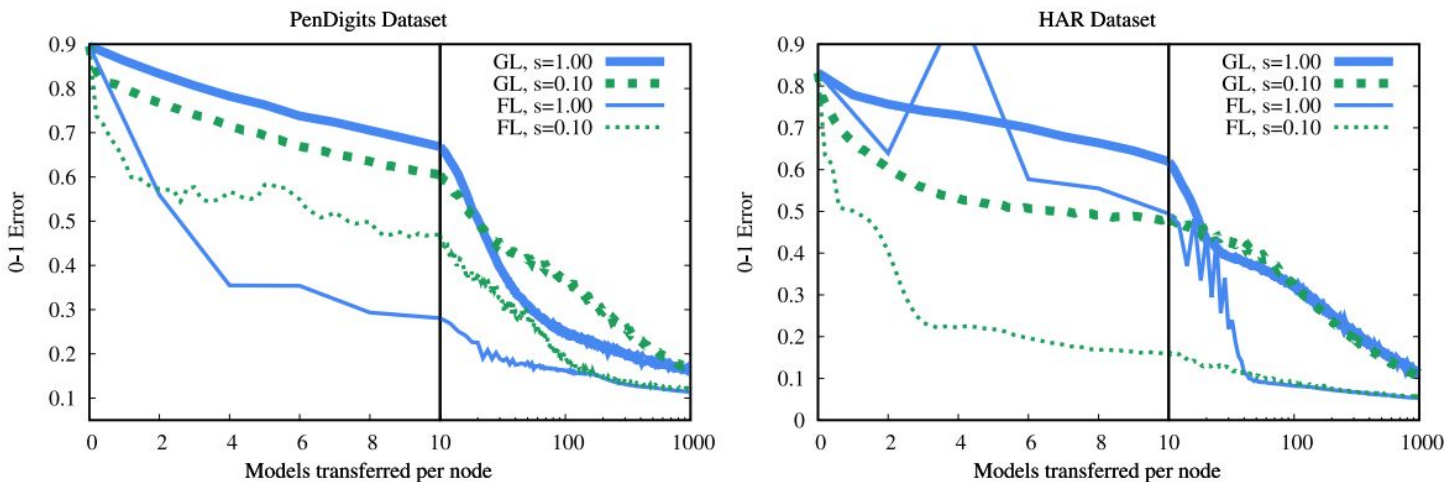 PenDigits Dataset
0-1 Error
0.9
0.8
0.7
0.6
0.5
0.4
0.3
0.2
0.1
GL, s=1.00
GL, s=0.10
FL, s=1.00
FL, s=0.10
0 2 4 6 8 10 100 1000
Models transferred per node
HAR Dataset
0-1 Error
0.9
0.8
0.7
0.6
0.5
0.4
0.3
0.2
0.1
0
GL, s=1.00
GL, s=0.10
FL, s=1.00
FL, s=0.10
0 2 4 6 8 10 100 1000
Models transferred per node